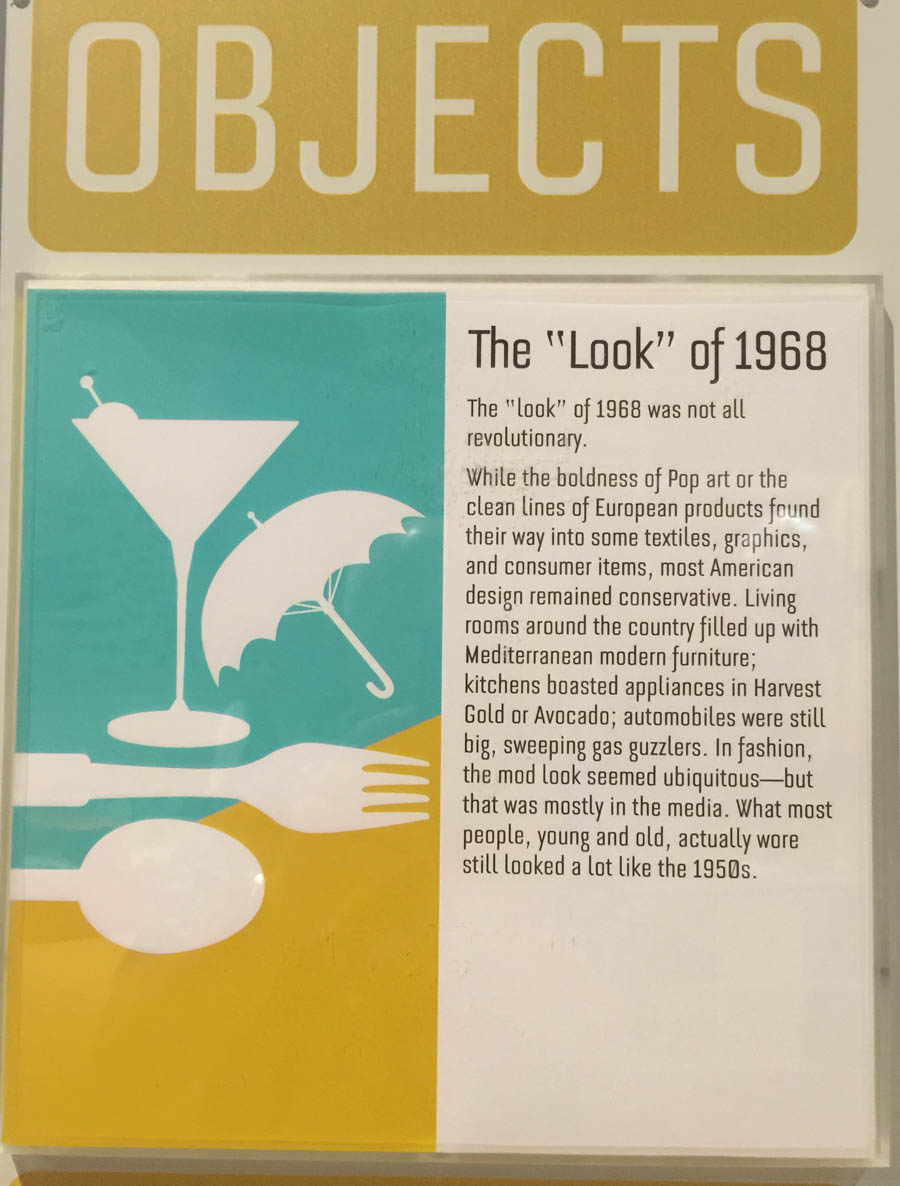 OBJECTS
The "Look" of 1968
The "look" of 1968 was not all
revolutionary.
While the boldness of Pop art or the
clean lines of European products found
their way into some textiles, graphics,
and consumer items, most American
design remained conservative. Living
rooms around the country filled up with
Mediterranean modern furniture;
kitchens boasted appliances in Harvest
Gold or Avocado; automobiles were still
big, sweeping gas guzzlers. In fashion,
the mod look seemed ubiquitous—but
that was mostly in the media. What most
people, young and old, actually wore
still looked a lot like the 1950s.